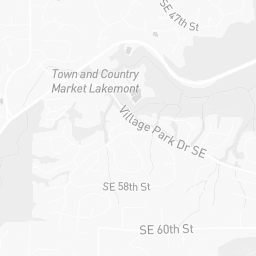 SE 47th St
Town and Country
Market Lakemont
Village Park Dr SE
SE 58th St
SE 60th St